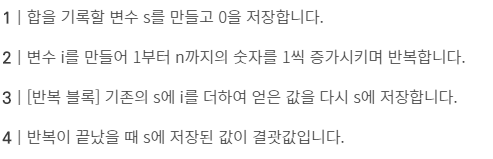 1 | 합을 기록할 변수 s를 만들고 0을 저장합니다.
2 | 변수 i를 만들어 1부터 n까지의 숫자를 1씩 증가시키며 반복합니다.
3 | [반복 블록] 기존의 s에 i를 더하여 얻은 값을 다시 s에 저장합니다.
4 | 반복이 끝났을 때 s에 저장된 값이 결괏값입니다.